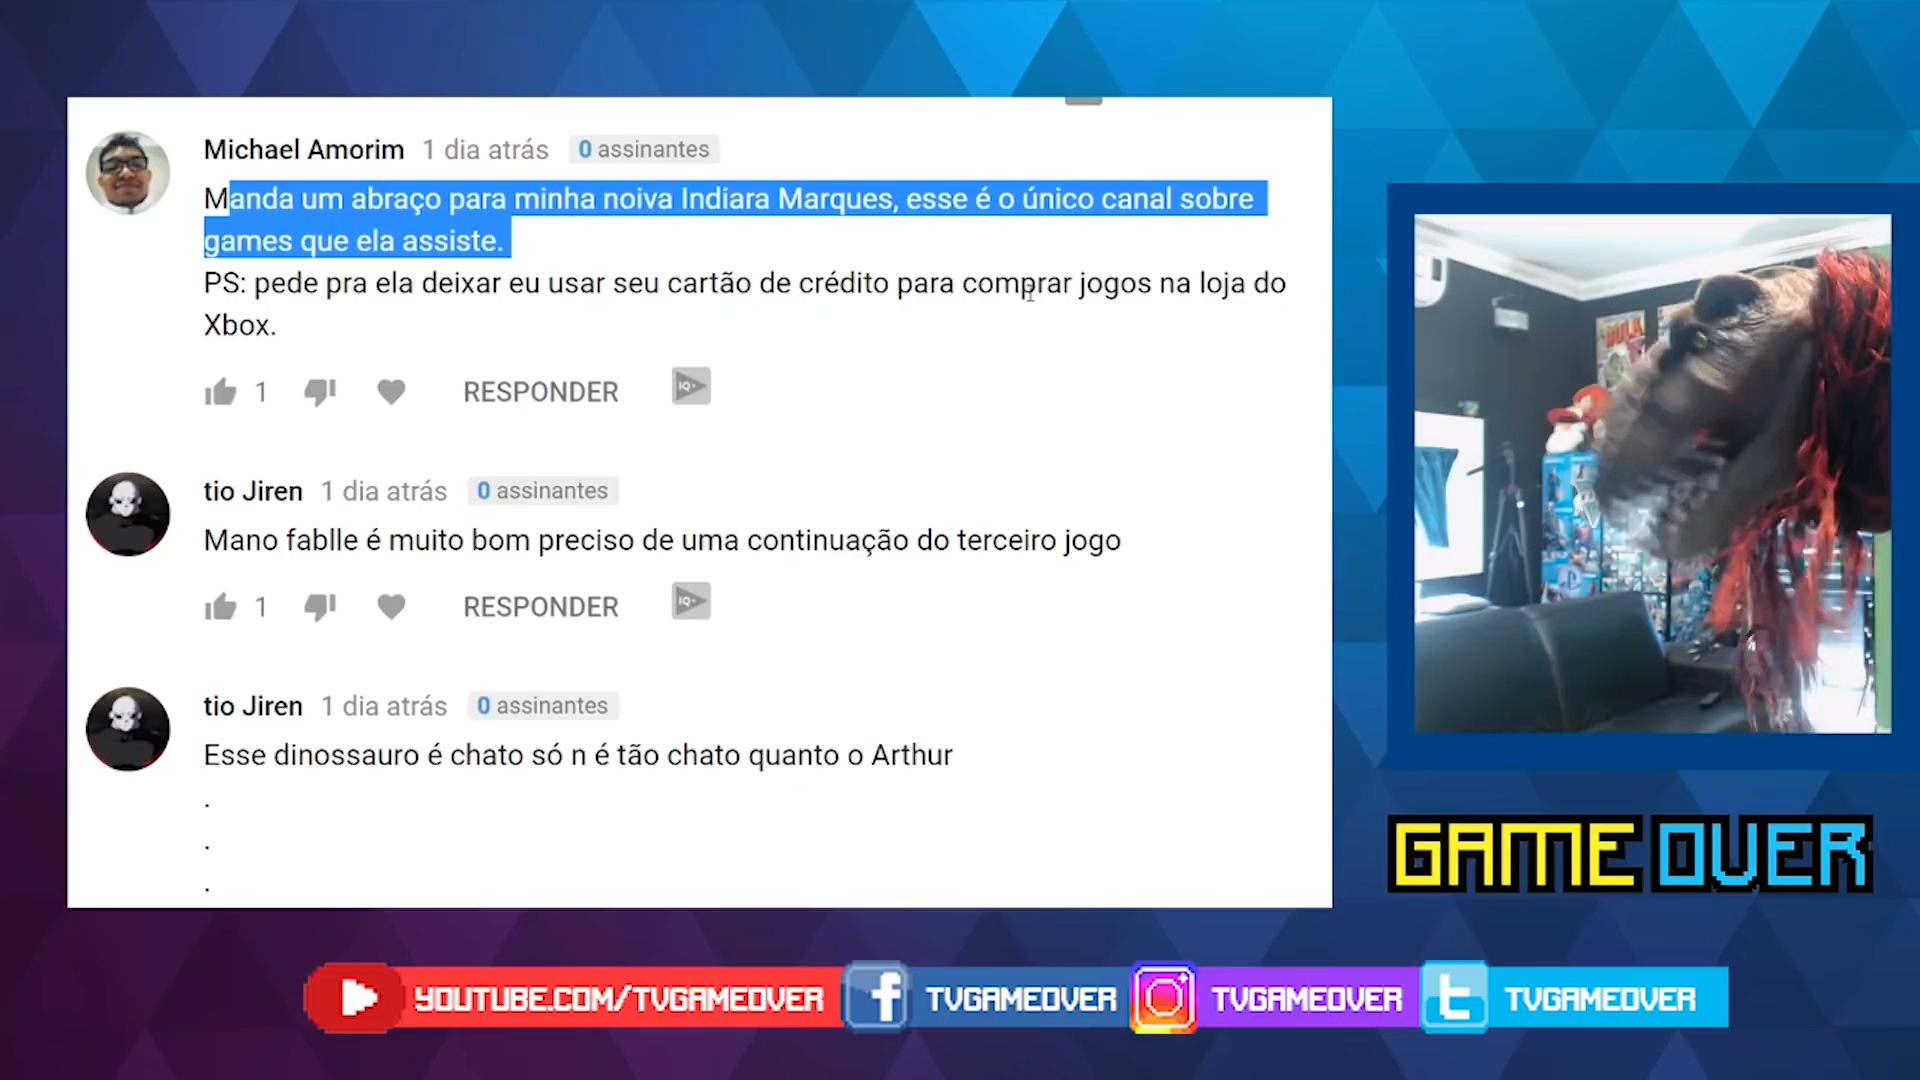 Michael Amorim 1 dia atrás 0 assinantes
Manda um abraço para minha noiva Indiara Marques, esse é o único canal sobre
games que ela assiste.
PS: pede pra ela deixar eu usar seu cartão de crédito para comprar jogos na loja do
Xbox.
1 RESPONDER IQ+
tio Jiren 1 dia atrás 0 assinantes
Mano fablle é muito bom preciso de uma continuação do terceiro jogo
1 RESPONDER IQ+
tio Jiren 1 dia atrás 0 assinantes
Esse dinossauro é chato só n é tão chato quanto o Arthur
.
.
.
HULK
GAME OVER
YOUTUBE.COM/TVGAMEOVER TVGAMEOVER TVGAMEOVER TVGAMEOVER